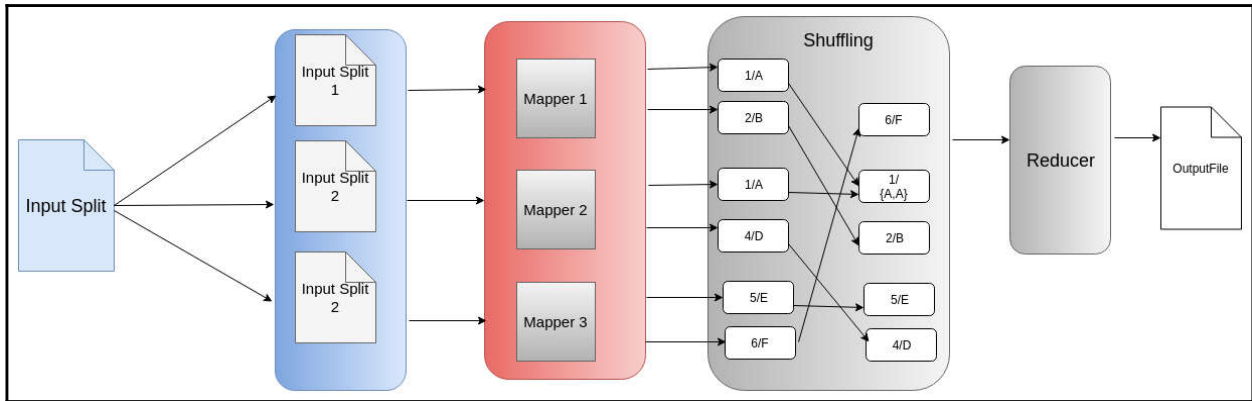 Input Split
Input Split
1
Input Split
2
Input Split
2
Mapper 1
Mapper 2
Mapper 3
Shuffling
1/A
2/B
1/A
4/D
5/E
6/F
6/F
1/
{A,A}
2/B
5/E
4/D
Reducer
OutputFile